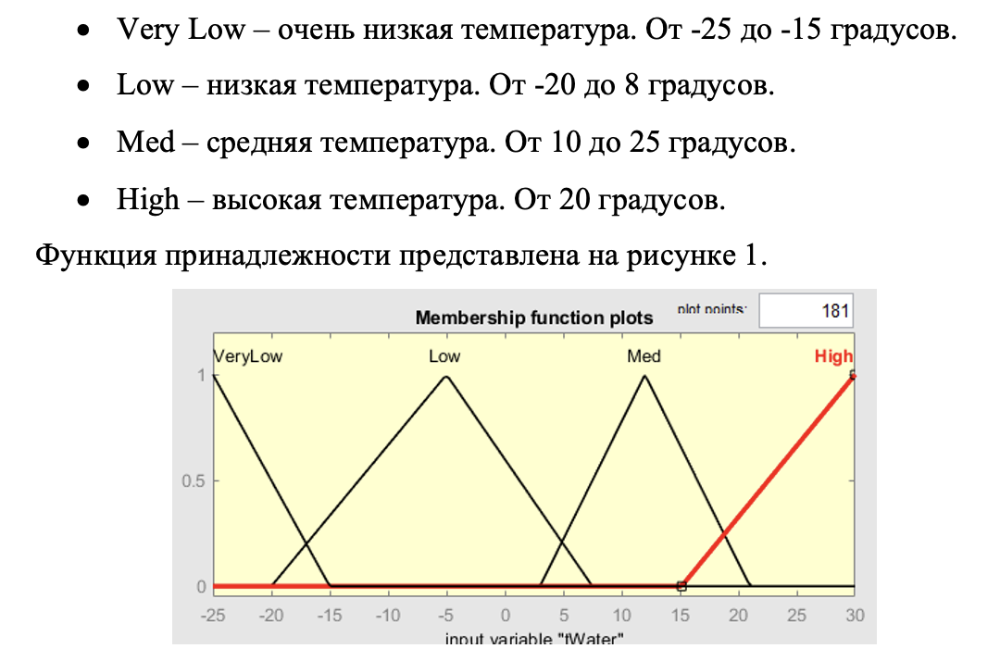 • Very Low – очень низкая температура. От -25 до -15 градусов.
• Low – низкая температура. От -20 до 8 градусов.
• Med – средняя температура. От 10 до 25 градусов.
• High – высокая температура. От 20 градусов.
Функция принадлежности представлена на рисунке 1.
Membership function plots plot points: 181
VeryLow Low Med High
1
0.5
0
-25 -20 -15 -10 -5 0 5 10 15 20 25 30
input variable "tWater"